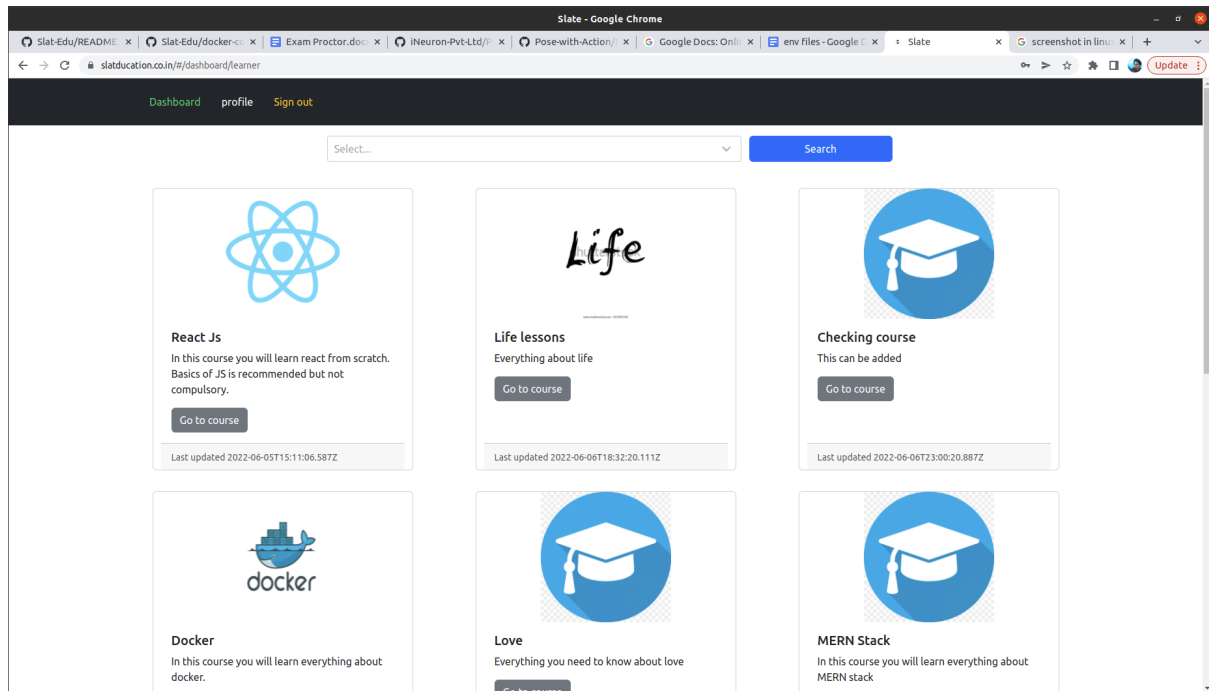 Slate - Google Chrome
Slat-Edu/README.
Slat-Edu/docker-co
Exam Proctor.doc
iNeuron-Pvt-Ltd/P
Pose-with-Action/
Google Docs: Onli
env files - Google D
Slate
screenshot in linu
slatducation.co.in/#/dashboard/learner
Update
Dashboard profile Sign out
Select...
Search
Life
React Js
In this course you will learn react from scratch.
Basics of JS is recommended but not
compulsory.
Go to course
Last updated 2022-06-05T15:11:06.587Z
Life lessons
Everything about life
Go to course
Last updated 2022-06-06T18:32:20.111Z
Checking course
This can be added
Go to course
Last updated 2022-06-06T23:00:20.887Z
docker
Docker
In this course you will learn everything about
docker.
Love
Everything you need to know about love
Go to course
MERN Stack
In this course you will learn everything about
MERN stack